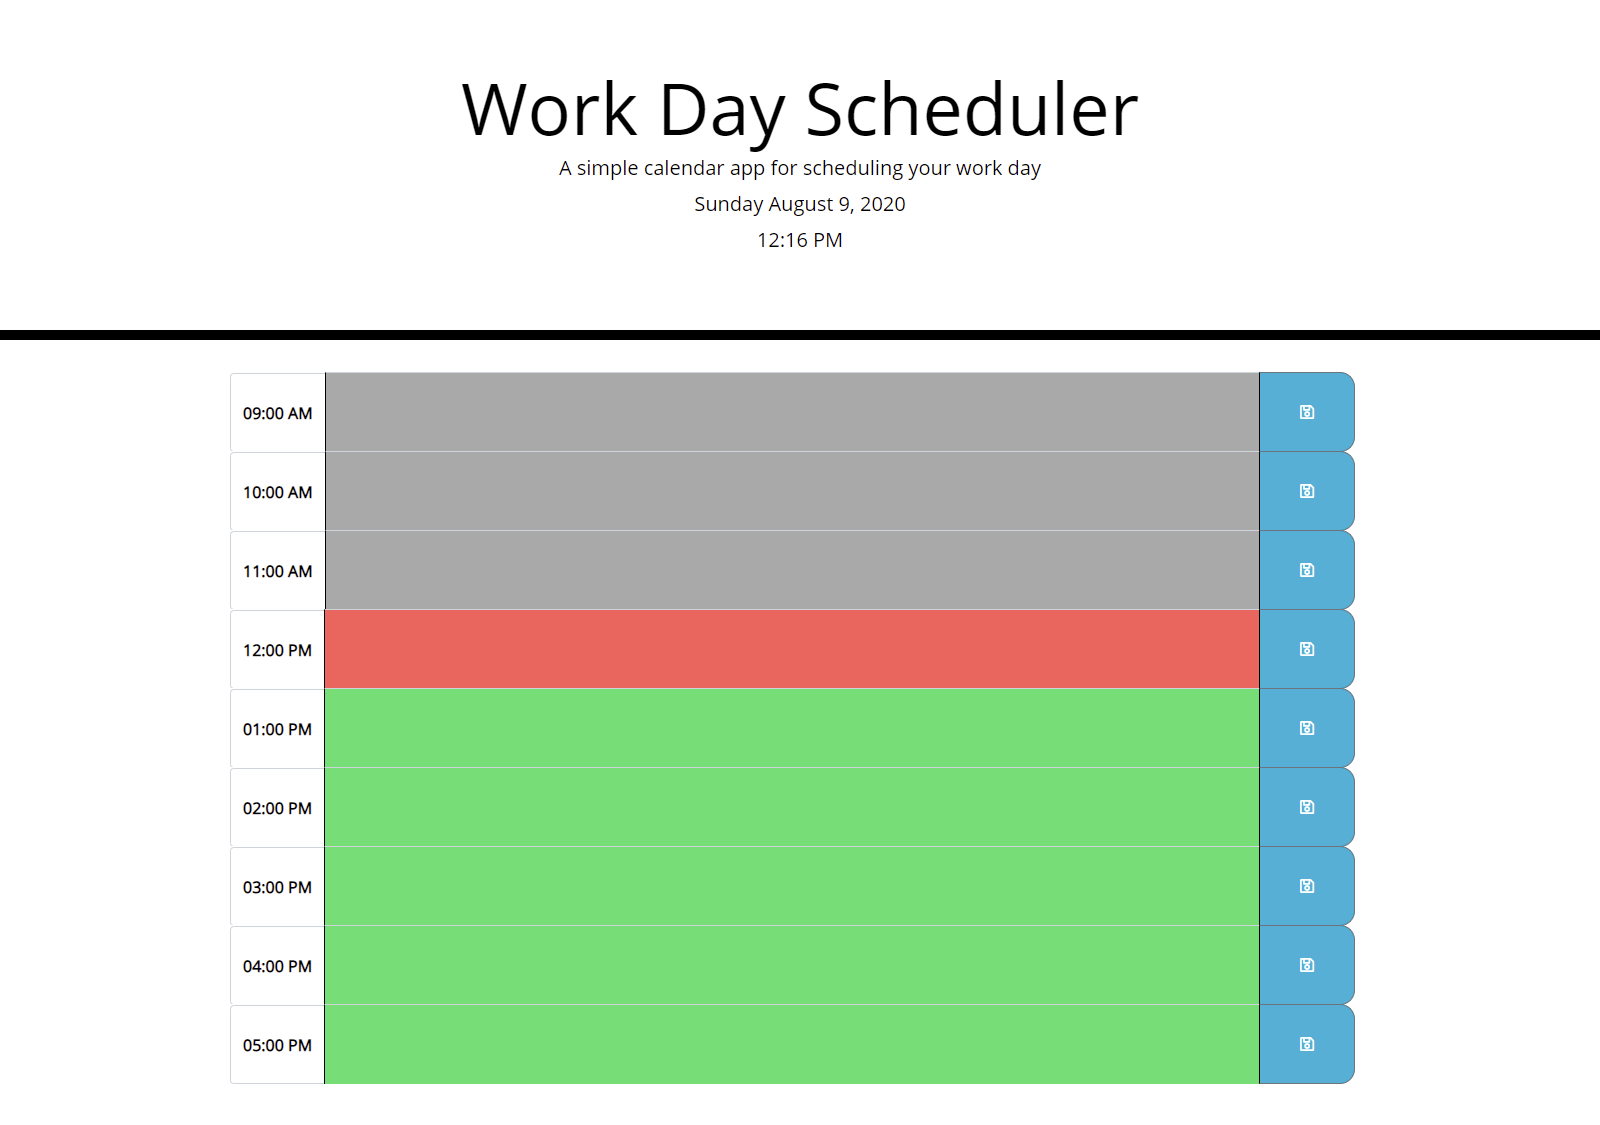 Work Day Scheduler
A simple calendar app for scheduling your work day
Sunday August 9, 2020
12:16 PM
09:00 AM
10:00 AM
11:00 AM
12:00 PM
01:00 PM
02:00 PM
03:00 PM
04:00 PM
05:00 PM